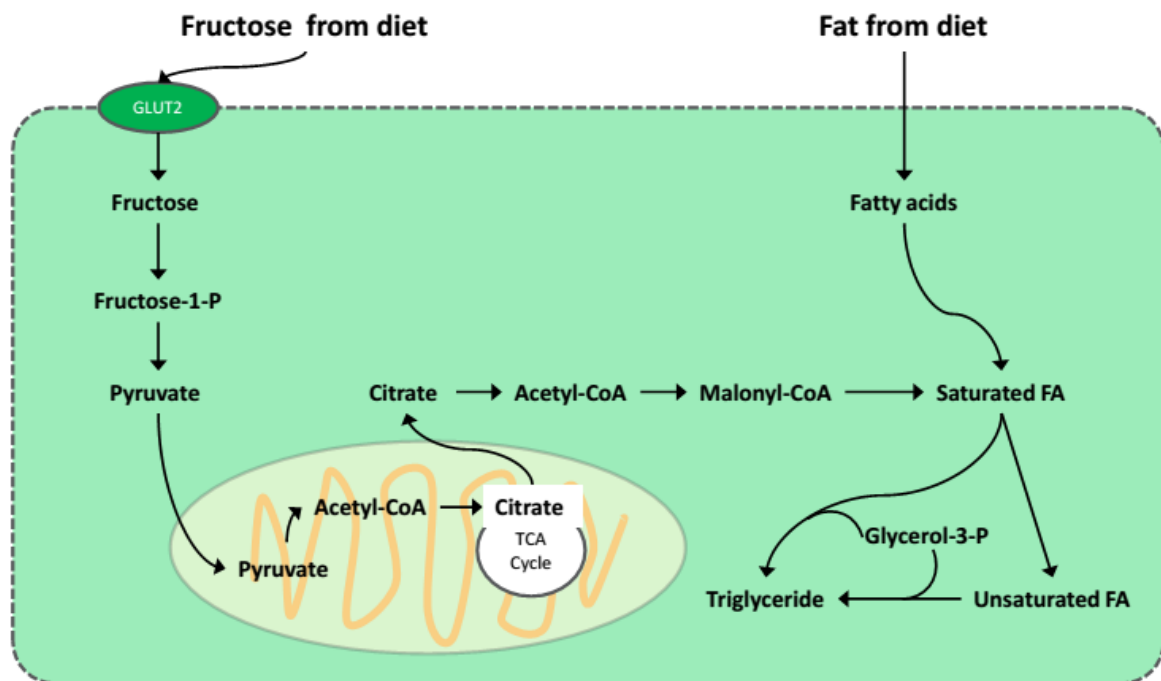 Fructose from diet
Fat from diet
GLUT2
Fructose
Fatty acids
Fructose-1-P
Pyruvate
Citrate
Acetyl-CoA
Malonyl-CoA
Saturated FA
Acetyl-CoA
Citrate
TCA
Cycle
Pyruvate
Glycerol-3-P
Triglyceride
Unsaturated FA